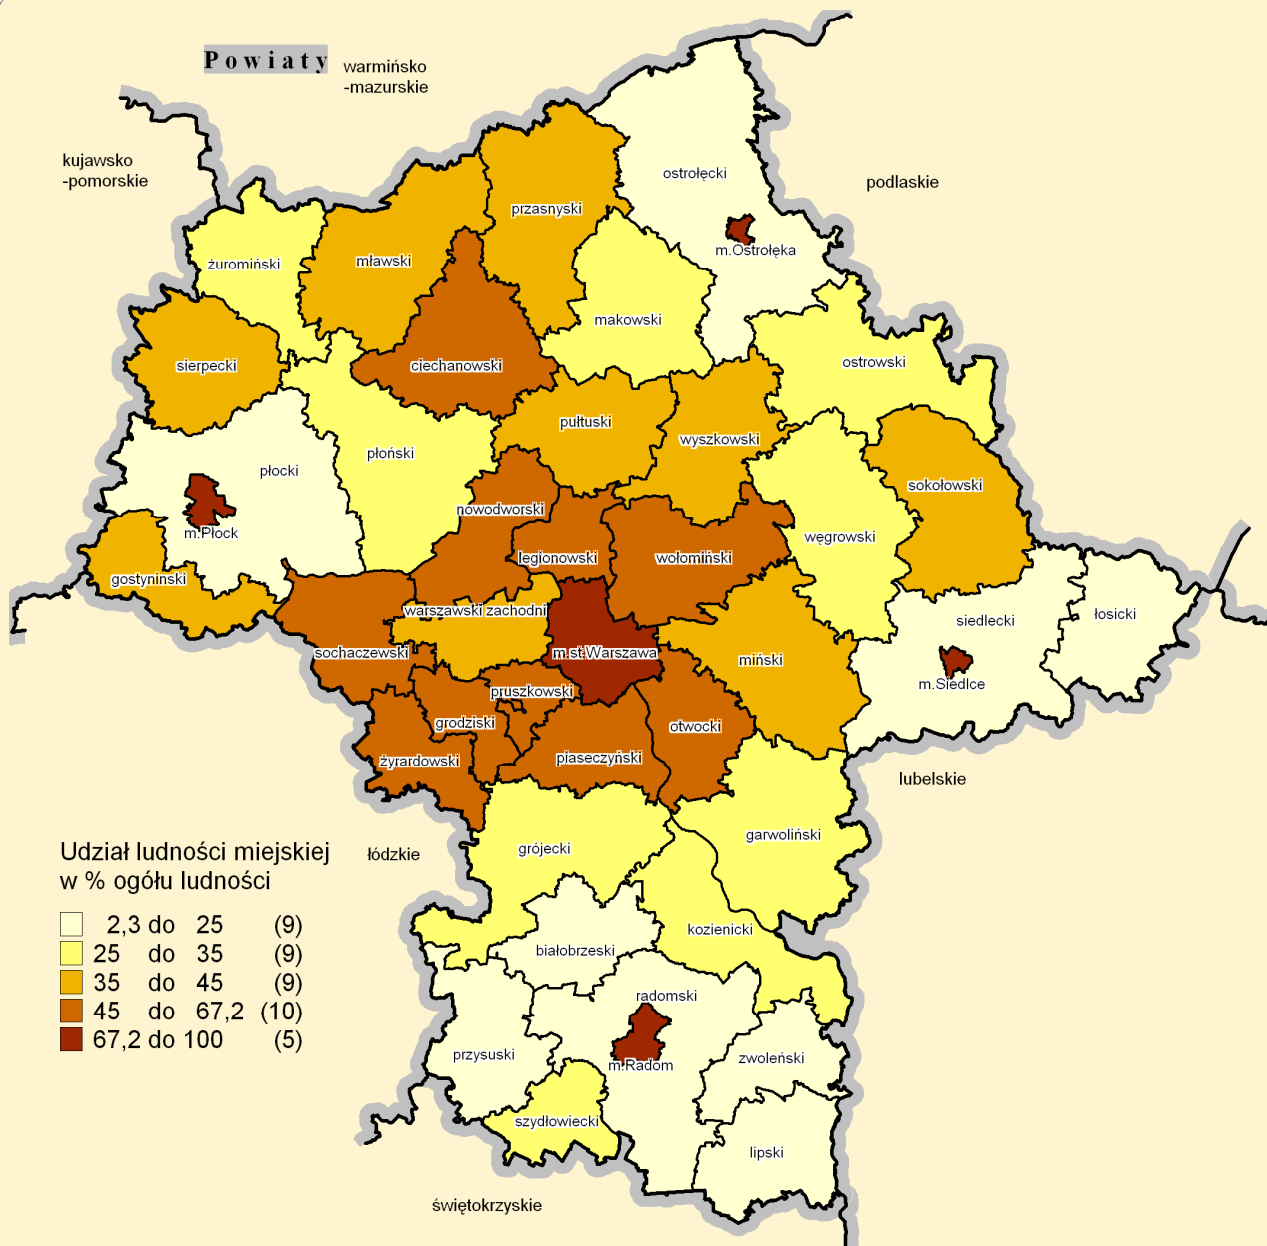 P o w i a t y
warmińsko
-mazurskie
kujawsko
-pomorskie
podlaskie
ostrołęcki
przasnyski
m.Ostrołęka
mławski
żuromiński
makowski
ostrowski
sierpecki
ciechanowski
pułtuski
wyszkowski
płoński
płocki
sokołowski
nowodworski
m.Płock
węgrowski
legionowski
wołomiński
gostyninski
warszawski zachodni
łosicki
siedlecki
sochaczewski
m.st.Warszawa
miński
m.Siedlce
pruszkowski
grodziski
otwocki
żyrardowski
piaseczyński
lubelskie
garwoliński
grójecki
łódzkie
Udział ludności miejskiej
w % ogółu ludności
2,3 do 25 (9)
25 do 35 (9)
35 do 45 (9)
45 do 67,2 (10)
67,2 do 100 (5)
kozienicki
białobrzeski
radomski
przysuski
m.Radom
zwoleński
szydłowiecki
lipski
świętokrzyskie